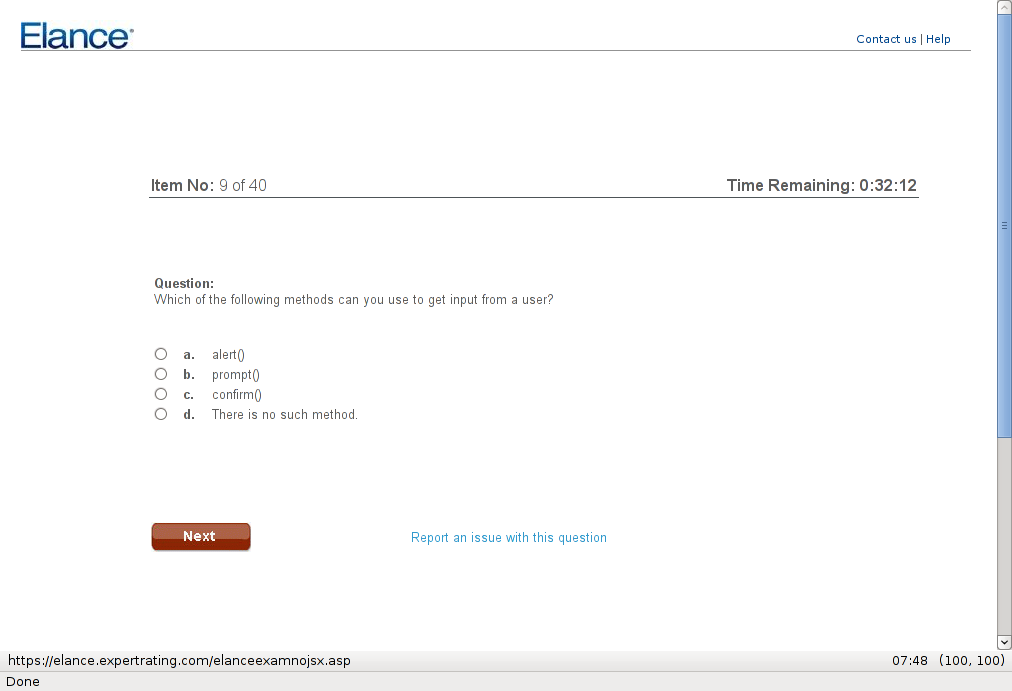 Elance
Contact us | Help
Item No: 9 of 40
Time Remaining: 0:32:12
Question:
Which of the following methods can you use to get input from a user?
a. alert()
b. prompt()
c. confirm()
d. There is no such method.
Next
Report an issue with this question
https://elance.expertrating.com/elanceexamnojsx.asp
07:48 (100, 100)
Done